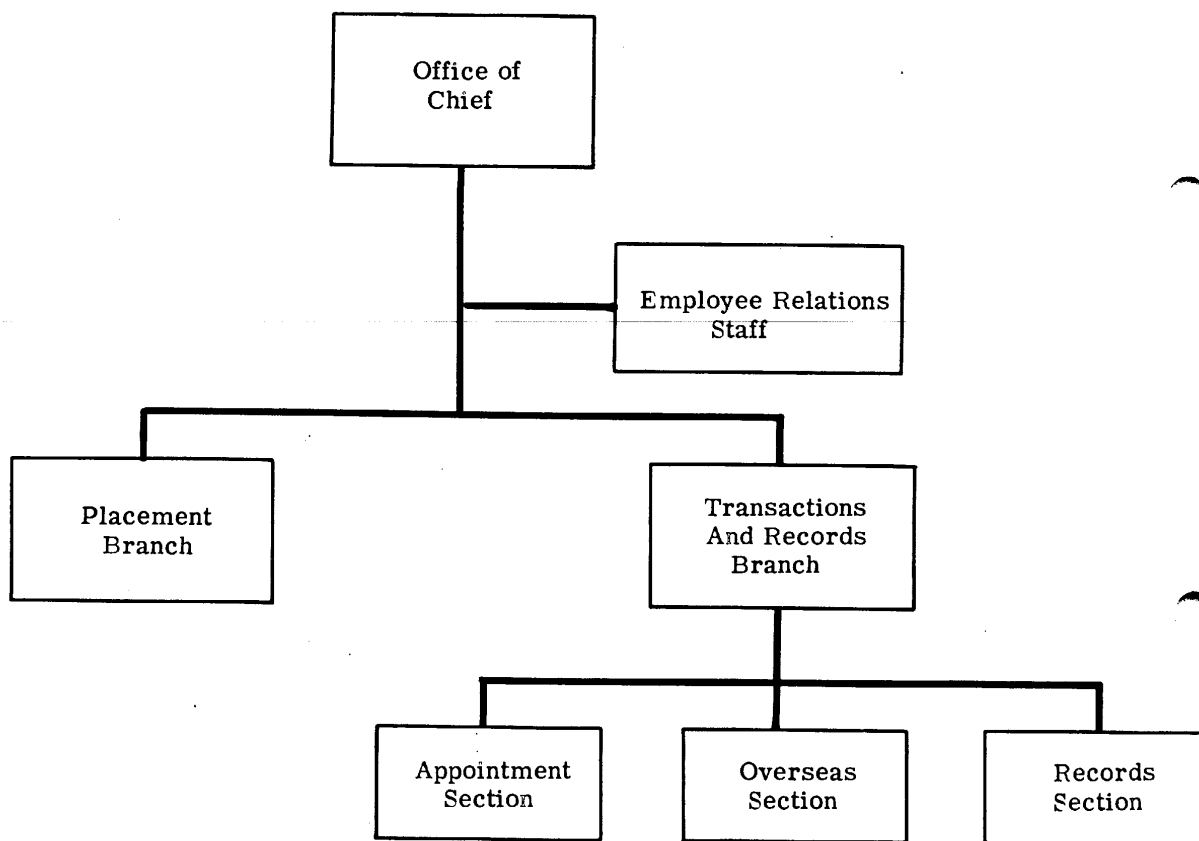 Office of
Chief
Employee Relations
Staff
Placement
Branch
Transactions
And Records
Branch
Appointment
Section
Overseas
Section
Records
Section